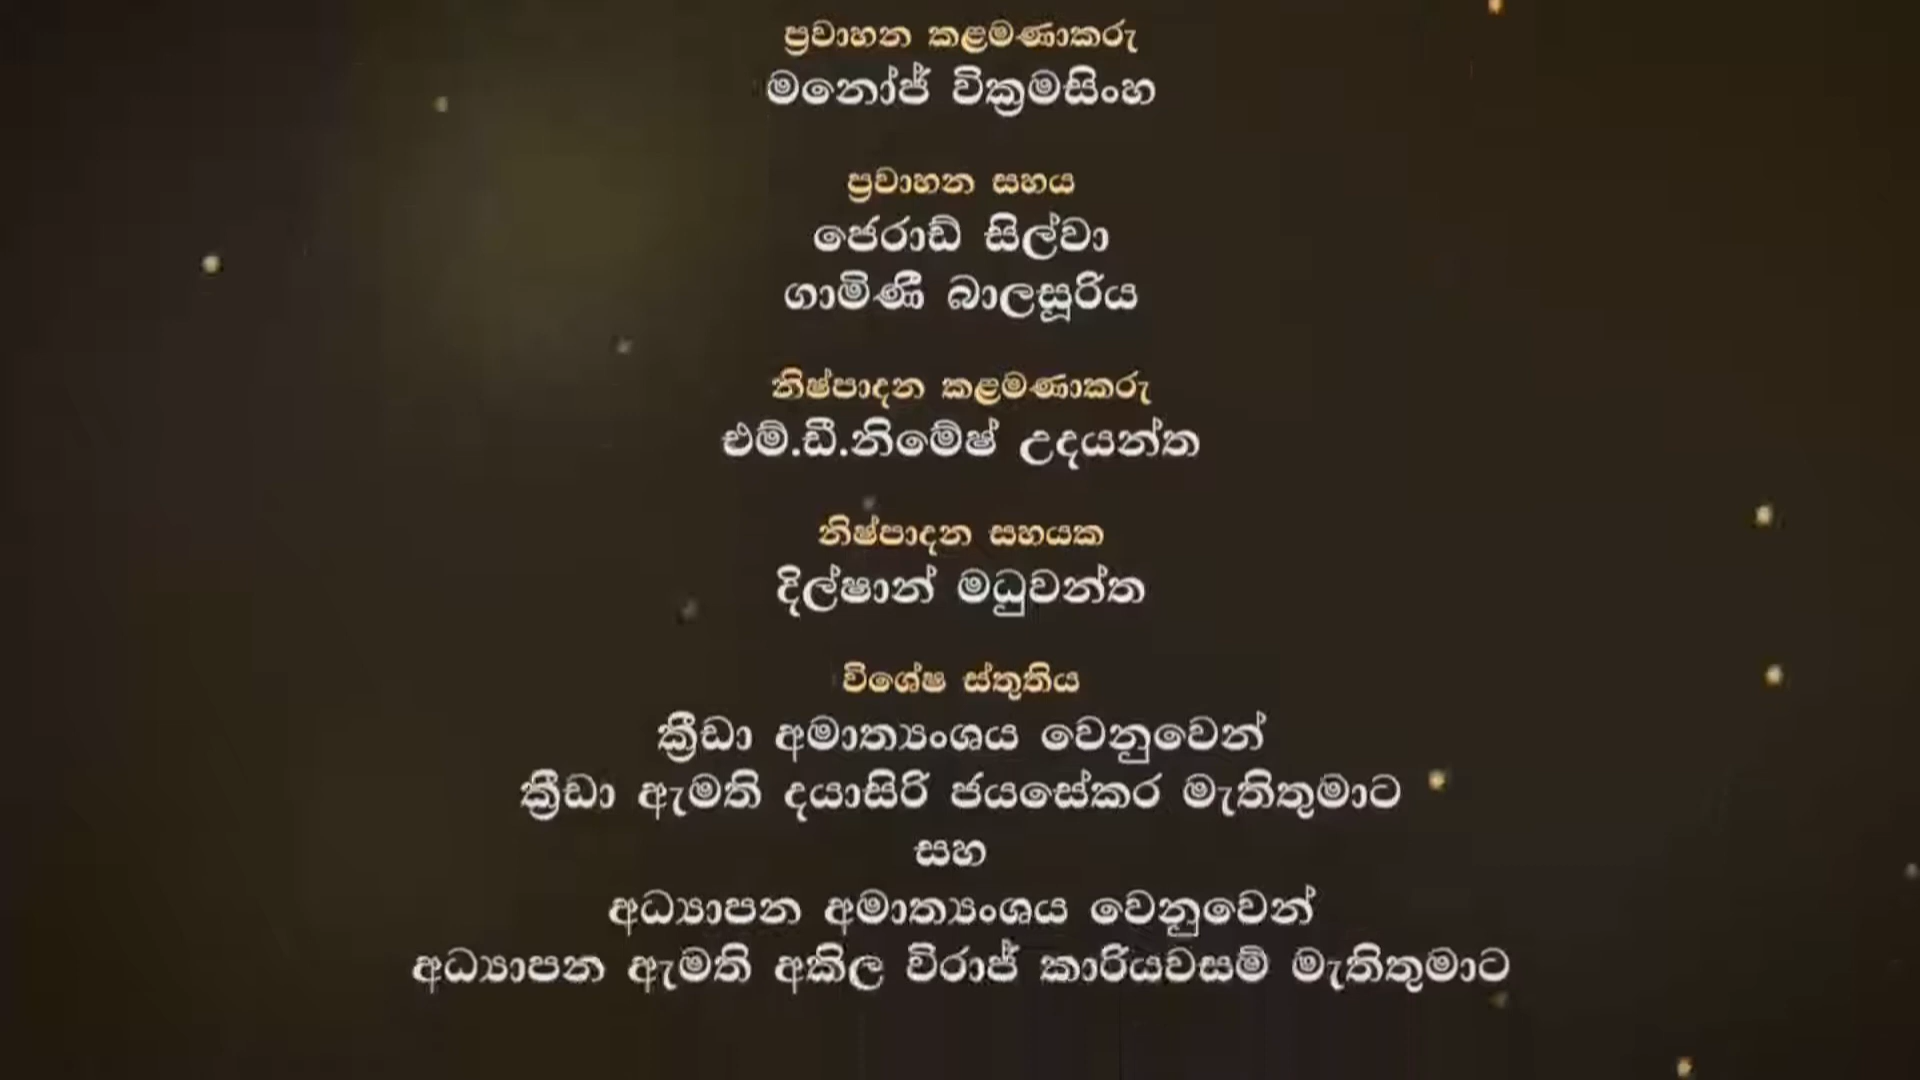 ප්‍රවාහන කළමණාකරු
මනෝජ් වික්‍රමසිංහ
ප්‍රවාහන සහය
ජෙරාඩ් සිල්වා
ගාමිණී බාලසූරිය
නිෂ්පාදන කළමණාකරු
එම්.ඩී.නිමේෂ් උදයන්ත
නිෂ්පාදන සහයක
දිල්ෂාන් මධුවන්ත
විශේෂ ස්තුතිය
ක්‍රීඩා අමාත්‍යංශය වෙනුවෙන්
ක්‍රීඩා ඇමති දයාසිරි ජයසේකර මැතිතුමාට
සහ
අධ්‍යාපන අමාත්‍යංශය වෙනුවෙන්
අධ්‍යාපන ඇමති අකිල විරාජ් කාරියවසම් මැතිතුමාට